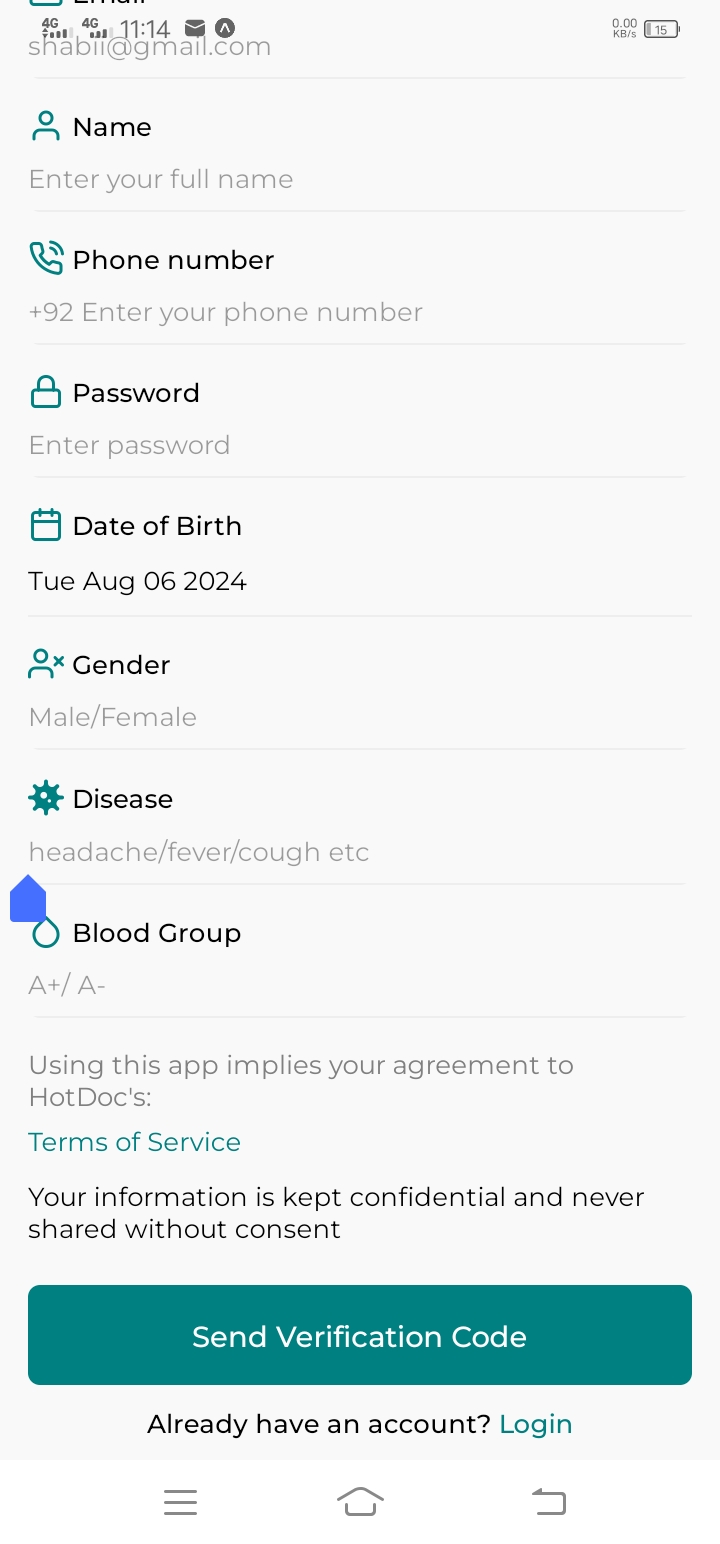 Email
4G 4G 11:14 0.00 KB/s 15
shabii@gmail.com
Name
Enter your full name
Phone number
+92 Enter your phone number
Password
Enter password
Date of Birth
Tue Aug 06 2024
Gender
Male/Female
Disease
headache/fever/cough etc
Blood Group
A+/ A-
Using this app implies your agreement to
HotDoc's:
Terms of Service
Your information is kept confidential and never
shared without consent
Send Verification Code
Already have an account? Login